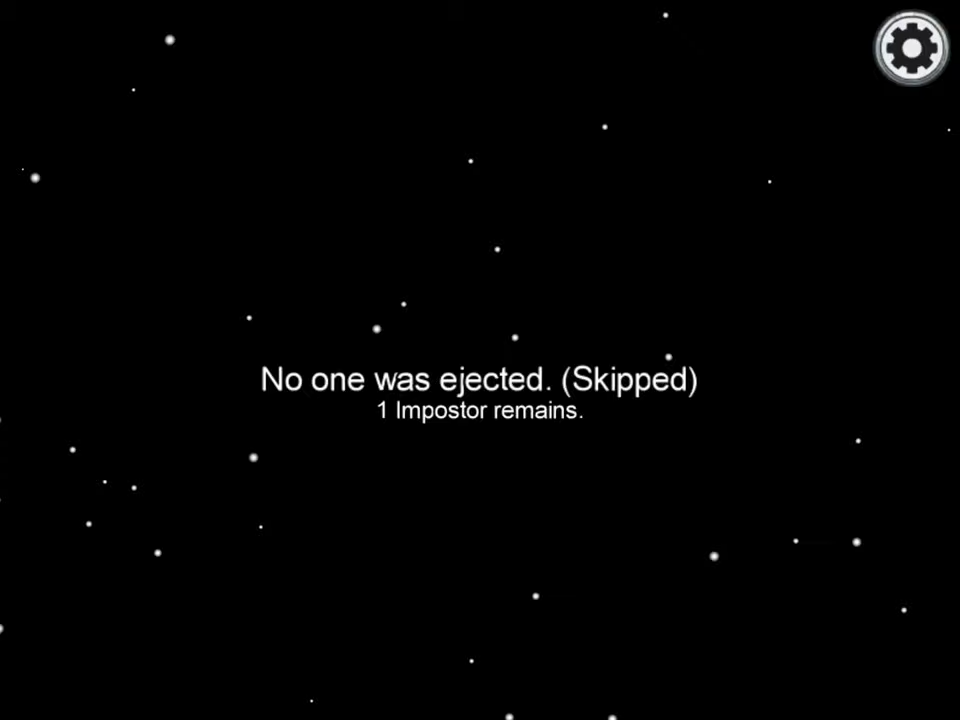 No one was ejected. (Skipped)
1 Impostor remains.